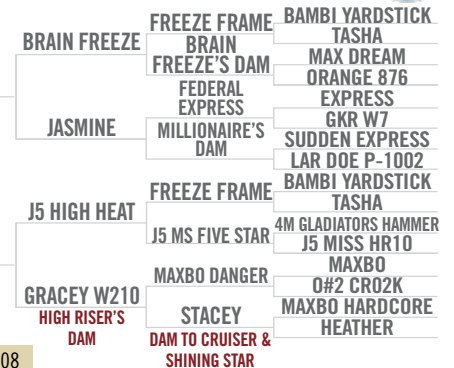 BRAIN FREEZE
FREEZE FRAME
BAMBI YARDSTICK
TASHA
BRAIN
FREEZE'S DAM
MAX DREAM
ORANGE 876
JASMINE
FEDERAL
EXPRESS
EXPRESS
GKR W7
MILLIONAIRE'S
DAM
SUDDEN EXPRESS
LAR DOE P-1002
J5 HIGH HEAT
FREEZE FRAME
BAMBI YARDSTICK
TASHA
J5 MS FIVE STAR
4M GLADIATORS HAMMER
J5 MISS HR10
GRACEY W210
HIGH RISER'S
DAM
MAXBO DANGER
MAXBO
O#2 CR02K
STACEY
DAM TO CRUISER &
SHINING STAR
MAXBO HARDCORE
HEATHER
08